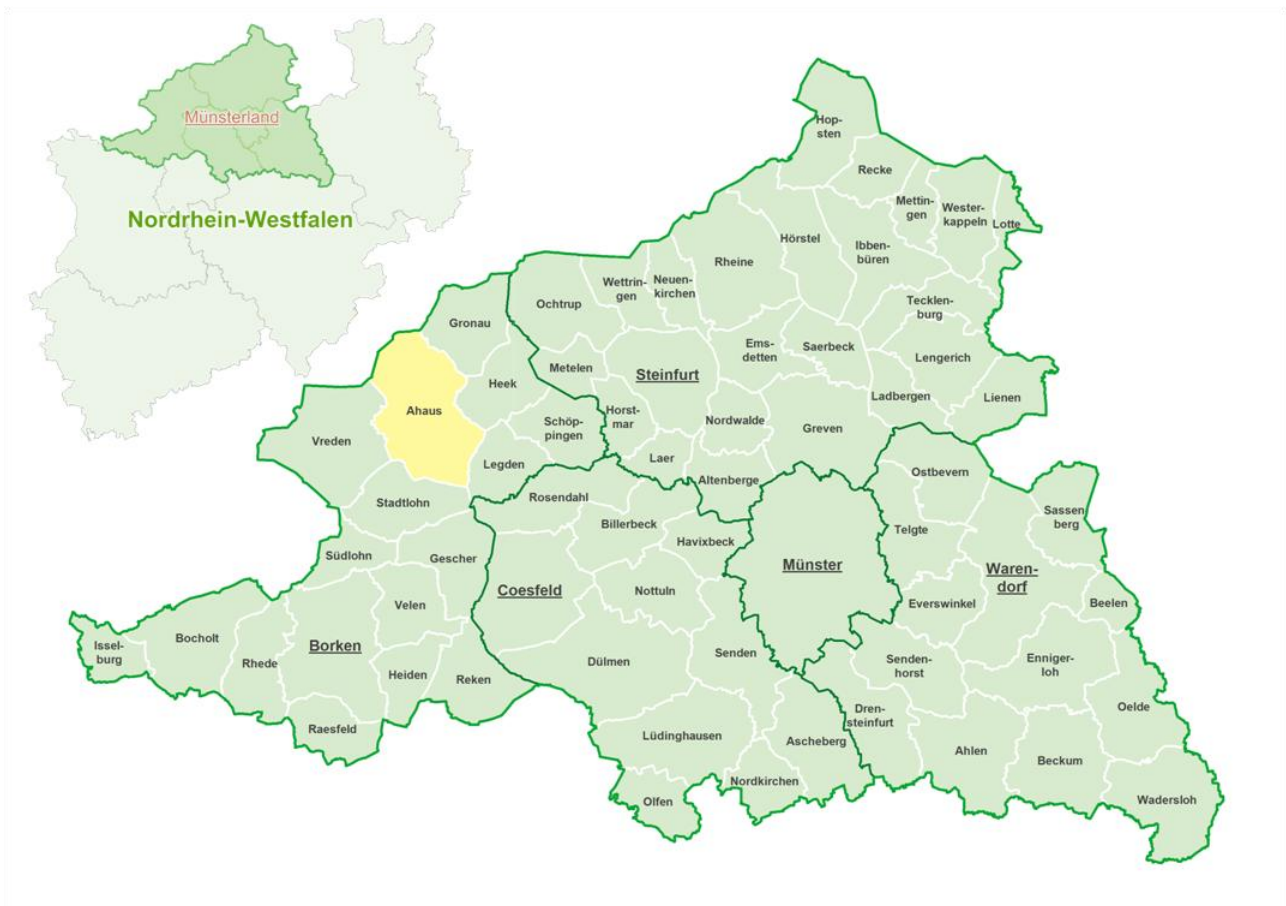 Münsterland
Nordrhein-Westfalen
Hop-
sten
Recke
Mettin-
gen
Wester-
kappeln
Lotte
Hörstel
Ibben-
büren
Rheine
Neuen-
kirchen
Wettrin-
gen
Ochtrup
Tecklen-
burg
Gronau
Ems-
detten
Saerbeck
Lengerich
Metelen
Steinfurt
Heek
Ladbergen
Lienen
Ahaus
Horst-
mar
Nordwalde
Greven
Schöp-
pingen
Vreden
Laer
Legden
Altenberge
Ostbevern
Stadtlohn
Rosendahl
Billerbeck
Sassen
berg
Telgte
Havixbeck
Südlohn
Gescher
Münster
Waren-
dorf
Coesfeld
Nottuln
Velen
Everswinkel
Beelen
Issel-
burg
Bocholt
Borken
Rhede
Heiden
Reken
Dülmen
Senden
Senden-
horst
Enniger-
loh
Raesfeld
Oelde
Dren-
steinfurt
Lüdinghausen
Ascheberg
Ahlen
Beckum
Nordkirchen
Olfen
Wadersloh